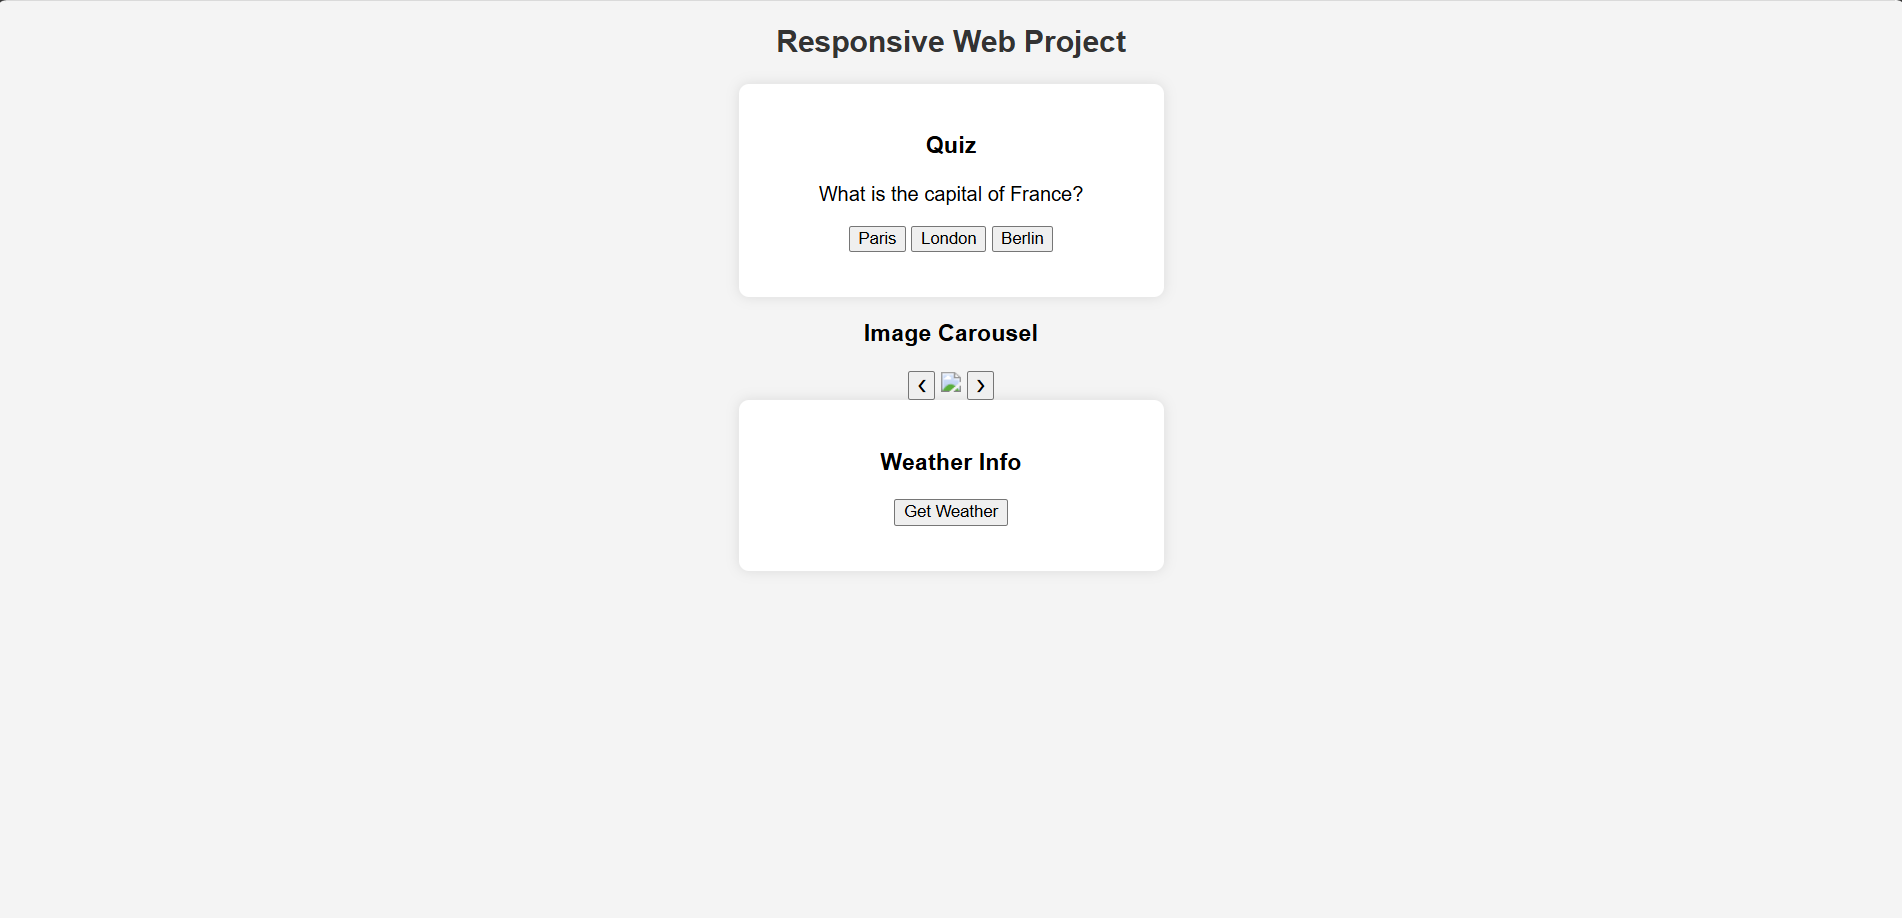 Responsive Web Project
Quiz
What is the capital of France?
Paris London Berlin
Image Carousel
‹ ›
Weather Info
Get Weather